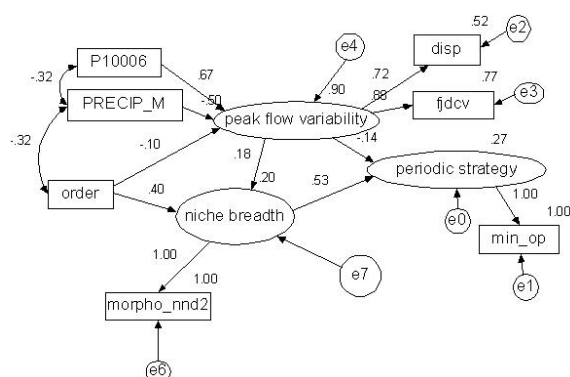 .52
e2
e4
P10006
disp
-.32
.67
.72
.77
.90
PRECIP_M
-.50
.88
fjdcv
e3
peak flow variability
-.32
-.10
-.14
.27
.18
periodic strategy
order
.40
.20
.53
niche breadth
1.00
1.00
e0
min_op
1.00
1.00
e7
e1
morpho_nnd2
e6